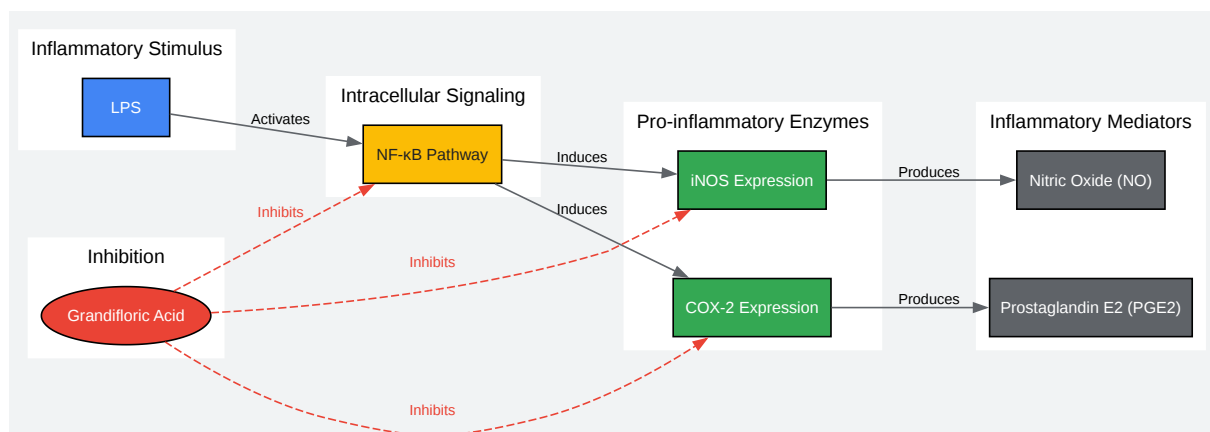 Inflammatory Stimulus
LPS
Activates
Intracellular Signaling
NF-κB Pathway
Induces
Induces
Pro-inflammatory Enzymes
iNOS Expression
COX-2 Expression
Produces
Produces
Inflammatory Mediators
Nitric Oxide (NO)
Prostaglandin E2 (PGE2)
Inhibition
Grandifloric Acid
Inhibits
Inhibits
Inhibits